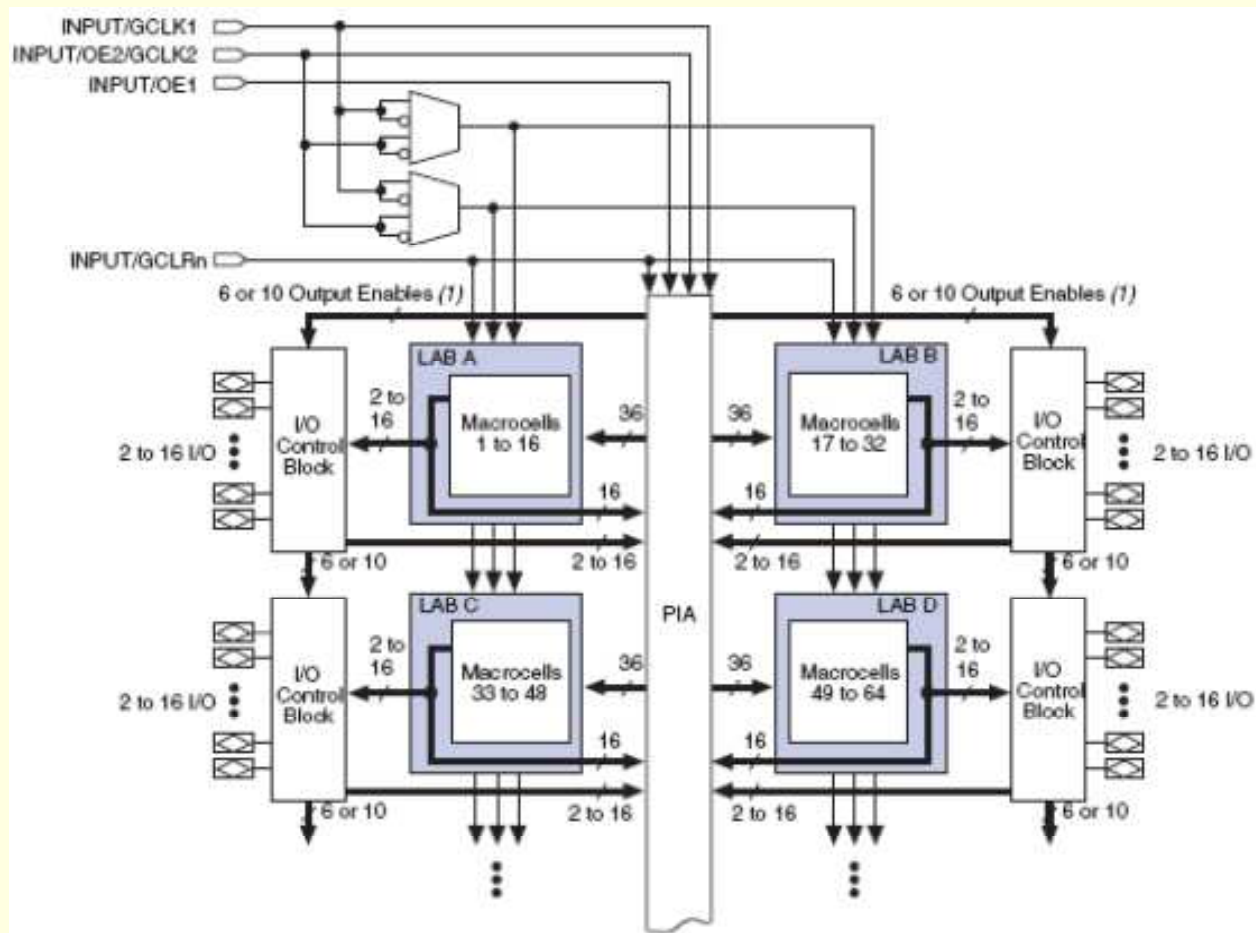 INPUT/GCLK1
INPUT/OE2/GCLK2
INPUT/OE1
INPUT/GCLRn
6 or 10 Output Enables (1)
6 or 10 Output Enables (1)
LAB A
LAB B
2 to
16
I/O
Control
Block
2 to 16 I/O
Macrocells
1 to 16
36
36
Macrocells
17 to 32
2 to
16
I/O
Control
Block
2 to 16 I/O
16
16
6 or 10
2 to 16
2 to 16
6 or 10
LAB C
PIA
LAB D
2 to
16
I/O
Control
Block
2 to 16 I/O
Macrocells
33 to 48
36
36
Macrocells
49 to 64
2 to
16
I/O
Control
Block
2 to 16 I/O
16
16
6 or 10
2 to 16
2 to 16
6 or 10